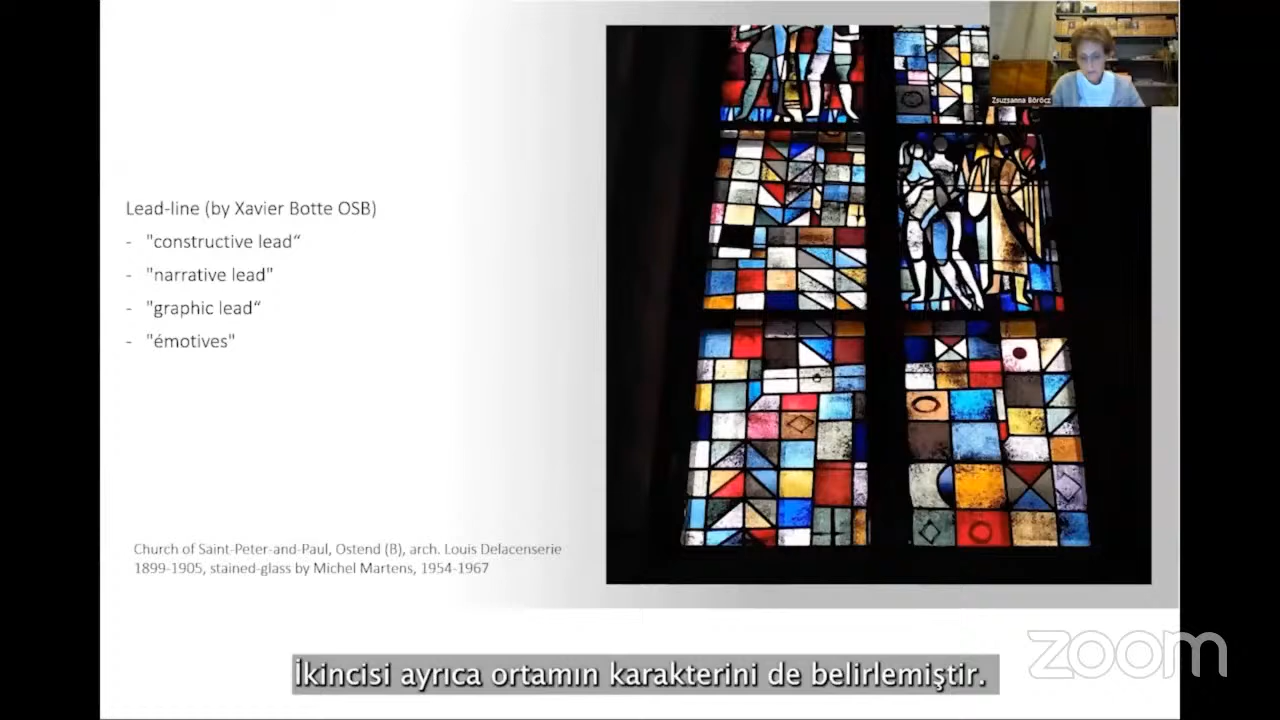 Zsuzsanna Böröcz
Lead-line (by Xavier Botte OSB)
- "constructive lead“
- "narrative lead"
- "graphic lead“
- "émotives"
Church of Saint-Peter-and-Paul, Ostend (B), arch. Louis Delacenserie
1899-1905, stained-glass by Michel Martens, 1954-1967
İkincisi ayrıca ortamın karakterini de belirlemiştir.
zoom